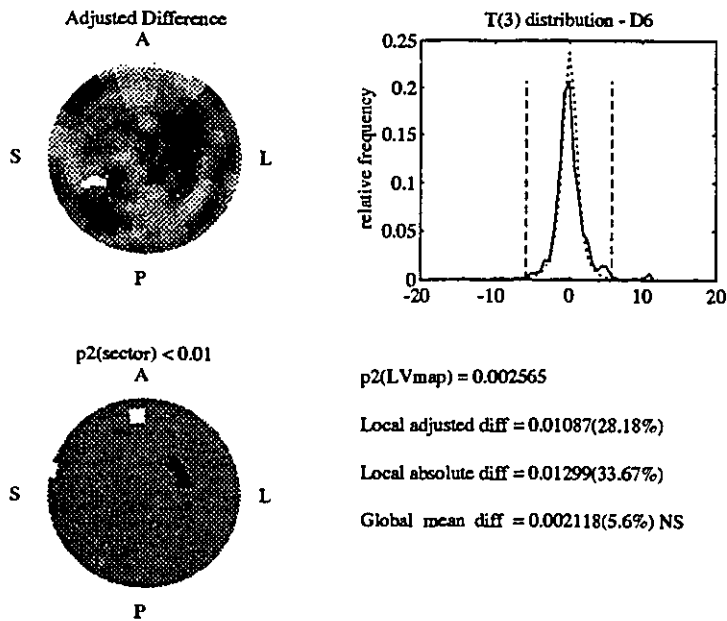 Adjusted Difference
A
S
L
P
T(3) distribution - D6
relative frequency
0.25
0.2
0.15
0.1
0.05
0
-20
-10
0
10
20
p2(sector) < 0.01
A
S
L
P
p2(LVmap) = 0.002565
Local adjusted diff = 0.01087(28.18%)
Local absolute diff = 0.01299(33.67%)
Global mean diff = 0.002118(5.6%) NS